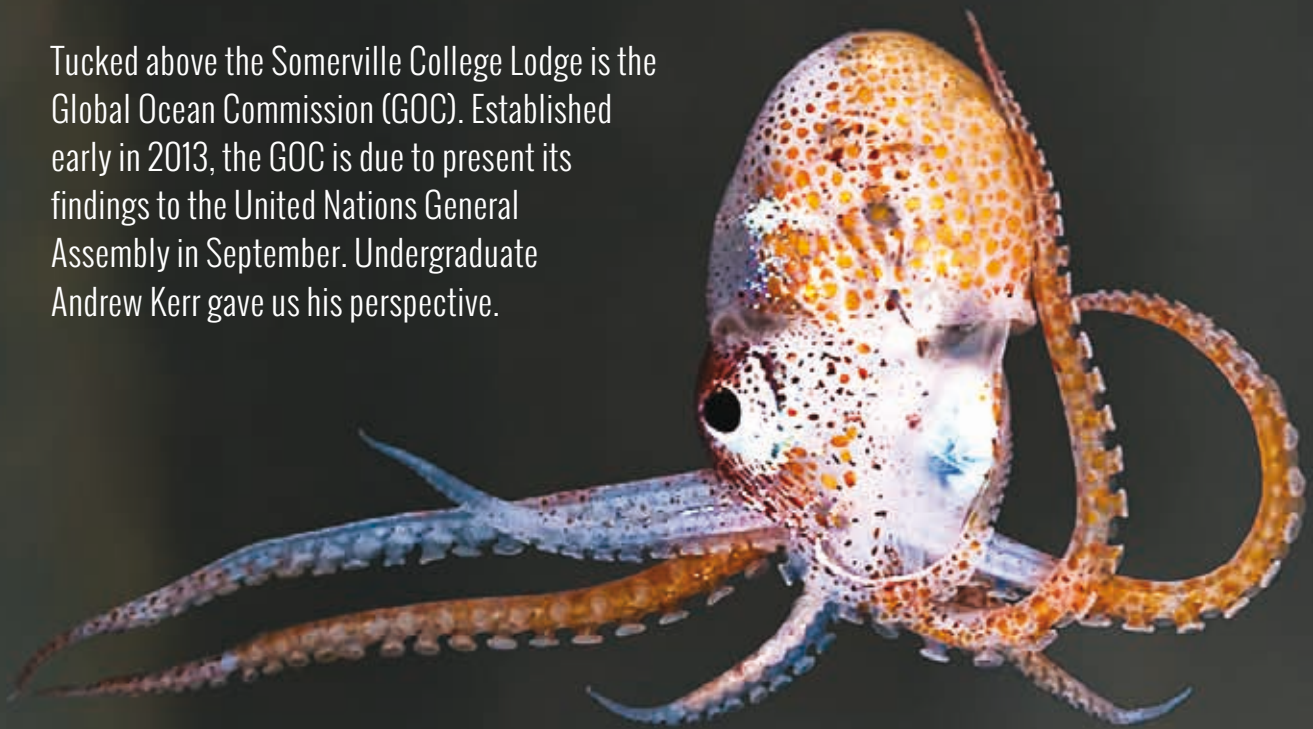 Tucked above the Somerville College Lodge is the
Global Ocean Commission (GOC). Established
early in 2013, the GOC is due to present its
findings to the United Nations General
Assembly in September. Undergraduate
Andrew Kerr gave us his perspective.